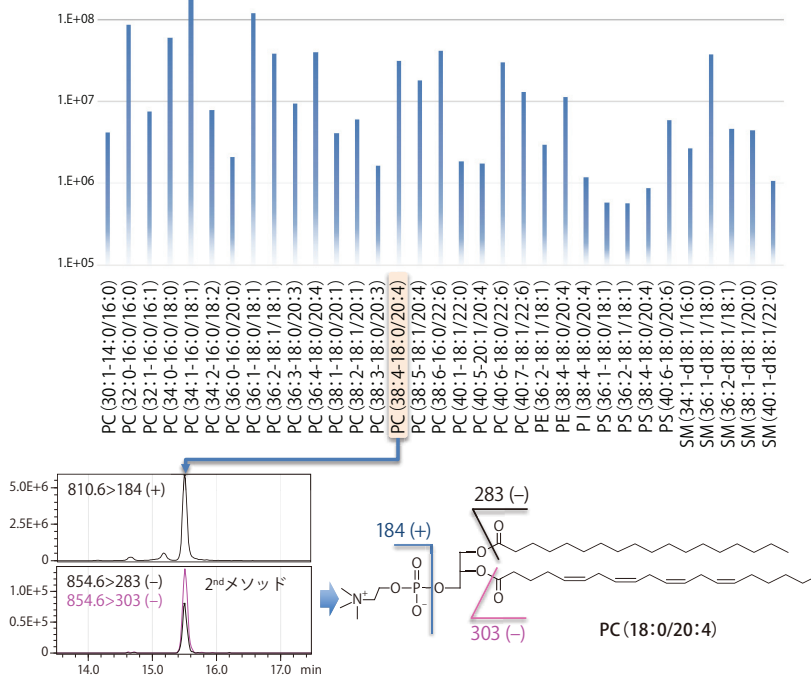 1.E+08
1.E+07
1.E+06
1.E+05
PC (30:1-14:0/16:0)
PC (32:0-16:0/16:0)
PC (32:1-16:0/16:1)
PC (34:0-16:0/18:0)
PC (34:1-16:0/18:1)
PC (34:2-16:0/18:2)
PC (36:0-16:0/20:0)
PC (36:1-18:0/18:1)
PC (36:2-18:1/18:1)
PC (36:3-18:0/20:3)
PC (36:4-18:0/20:4)
PC (38:1-18:0/20:1)
PC (38:2-18:1/20:1)
PC (38:3-18:0/20:3)
PC (38:4-18:0/20:4)
PC (38:5-18:1/20:4)
PC (38:6-16:0/22:6)
PC (40:1-18:1/22:0)
PC (40:5-20:1/20:4)
PC (40:6-18:0/22:6)
PC (40:7-18:1/22:6)
PE (36:2-18:1/18:1)
PE (38:4-18:0/20:4)
PI (38:4-18:0/20:4)
PS (36:1-18:0/18:1)
PS (36:2-18:1/18:1)
PS (38:4-18:0/20:4)
PS (40:6-18:0/20:6)
SM (34:1-d18:1/16:0)
SM (36:1-d18:1/18:0)
SM (36:2-d18:1/18:1)
SM (38:1-d18:1/20:0)
SM (40:1-d18:1/22:0)
5.0E+6
2.5E+6
0
810.6>184 (+)
1.0E+5
5.0E+5
0
854.6>283 (−)
854.6>303 (−)
2ndメソッド
14.0 15.0 16.0 17.0 min
184 (+)
283 (−)
303 (−)
O
O
O
O
P
O
O−
O
O
N+
PC (18:0/20:4)